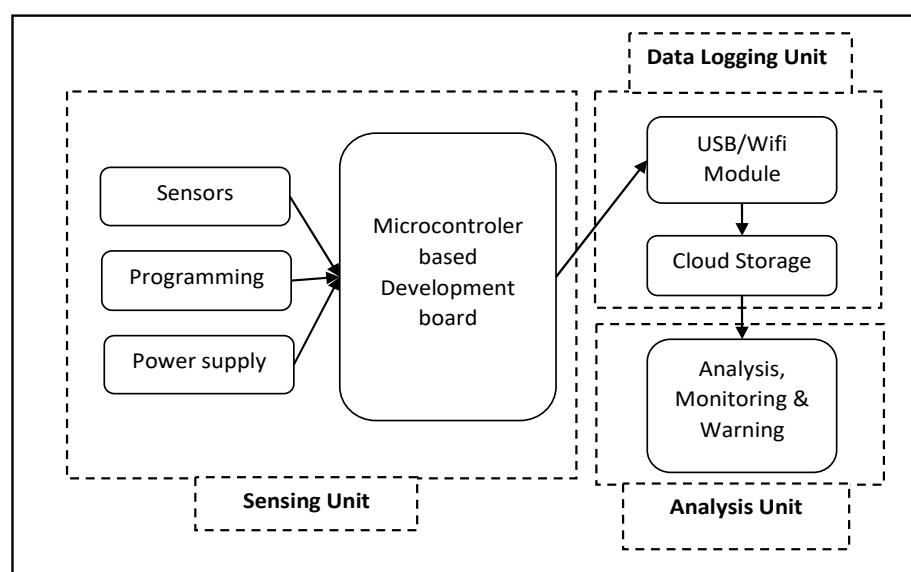 Data Logging Unit
USB/Wifi
Module
Cloud Storage
Sensors
Programming
Power supply
Microcontroler
based
Development
board
Analysis,
Monitoring &
Warning
Sensing Unit
Analysis Unit